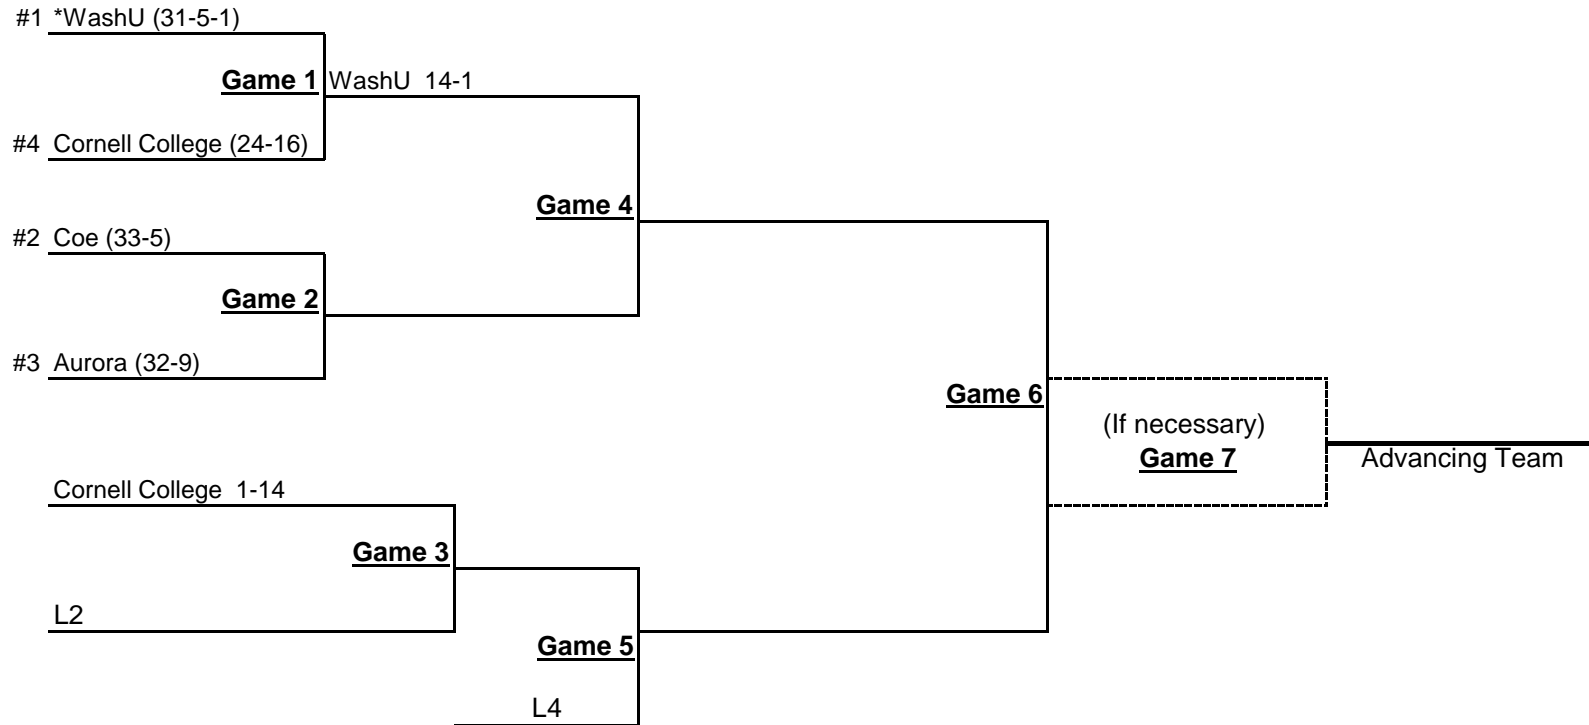 #1 *WashU (31-5-1)
Game 1 WashU 14-1
#4 Cornell College (24-16)
Game 4
#2 Coe (33-5)
Game 2
#3 Aurora (32-9)
Game 6
(If necessary)
Game 7
Advancing Team
Cornell College 1-14
Game 3
L2
Game 5
L4